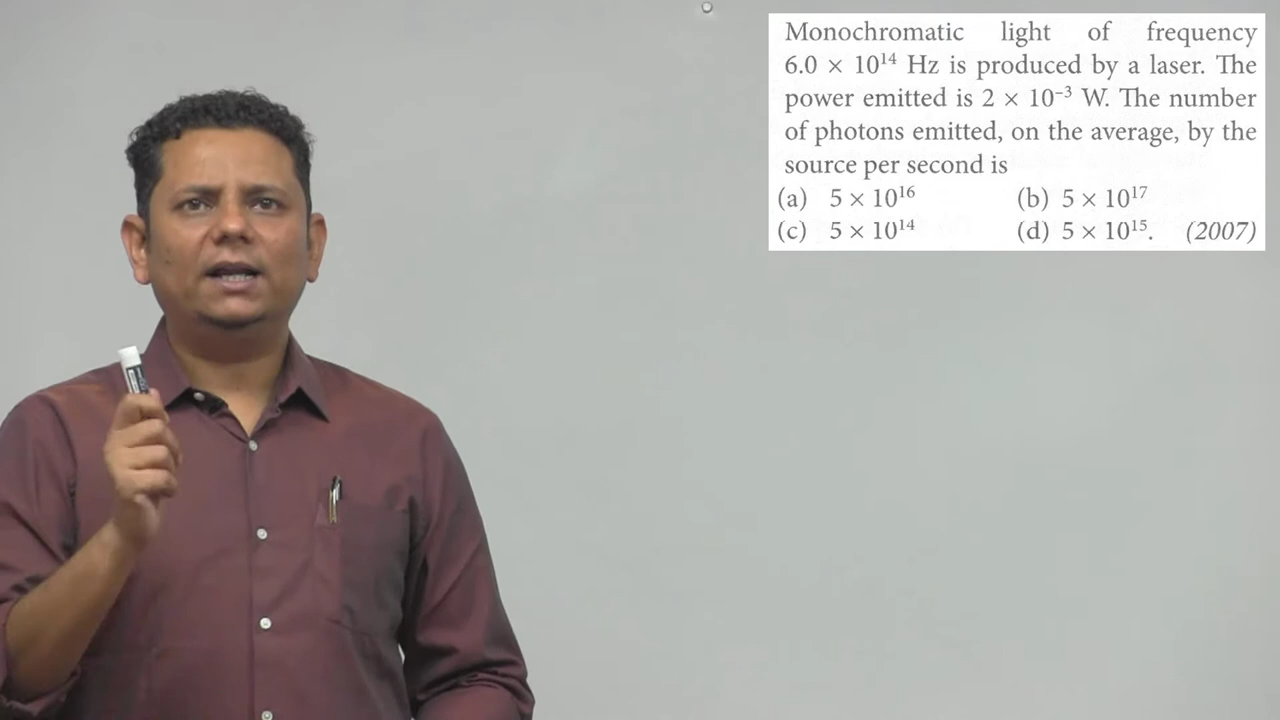 Monochromatic light of frequency
6.0 × 10¹⁴ Hz is produced by a laser. The
power emitted is 2 × 10⁻³ W. The number
of photons emitted, on the average, by the
source per second is
(a) 5 × 10¹⁶ (b) 5 × 10¹⁷
(c) 5 × 10¹⁴ (d) 5 × 10¹⁵. (2007)